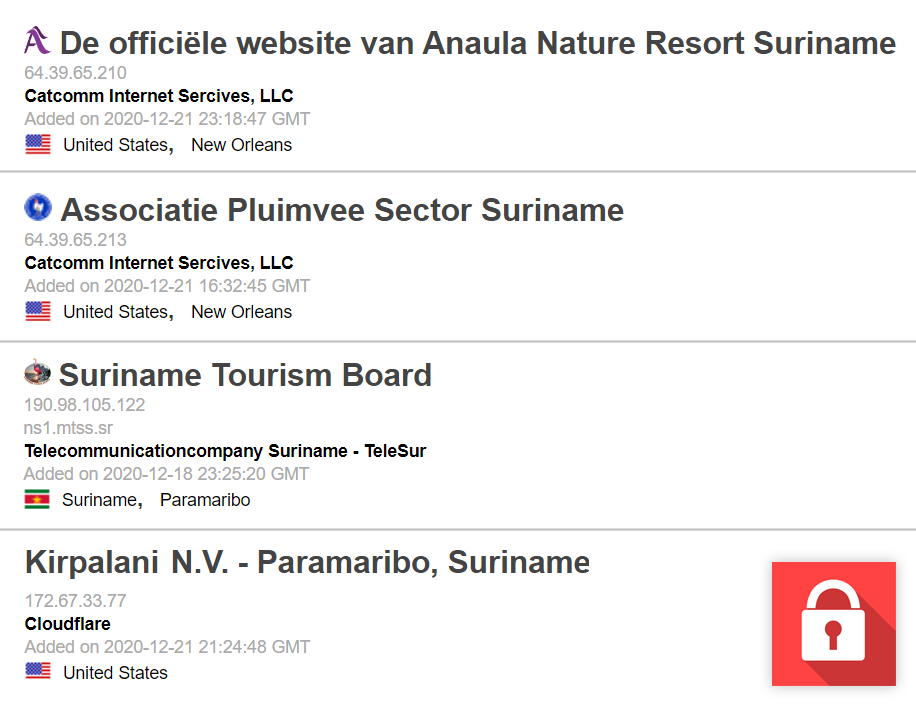 De officiële website van Anaula Nature Resort Suriname
64.39.65.210
Catcomm Internet Sercives, LLC
Added on 2020-12-21 23:18:47 GMT
United States, New Orleans
Associatie Pluimvee Sector Suriname
64.39.65.213
Catcomm Internet Sercives, LLC
Added on 2020-12-21 16:32:45 GMT
United States, New Orleans
Suriname Tourism Board
190.98.105.122
ns1.mtss.sr
Telecommunicationcompany Suriname - TeleSur
Added on 2020-12-18 23:25:20 GMT
Suriname, Paramaribo
Kirpalani N.V. - Paramaribo, Suriname
172.67.33.77
Cloudflare
Added on 2020-12-21 21:24:48 GMT
United States